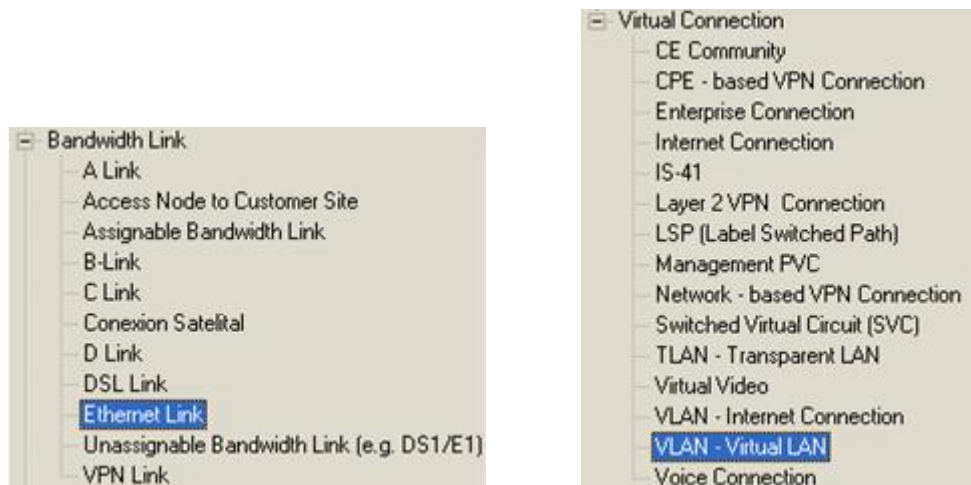 Bandwidth Link
A Link
Access Node to Customer Site
Assignable Bandwidth Link
B-Link
C Link
Conexion Satelital
D Link
DSL Link
Ethernet Link
Unassignable Bandwidth Link (e.g. DS1/E1)
VPN Link
Virtual Connection
CE Community
CPE - based VPN Connection
Enterprise Connection
Internet Connection
IS-41
Layer 2 VPN Connection
LSP (Label Switched Path)
Management PVC
Network - based VPN Connection
Switched Virtual Circuit (SVC)
TLAN - Transparent LAN
Virtual Video
VLAN - Internet Connection
VLAN - Virtual LAN
Voice Connection